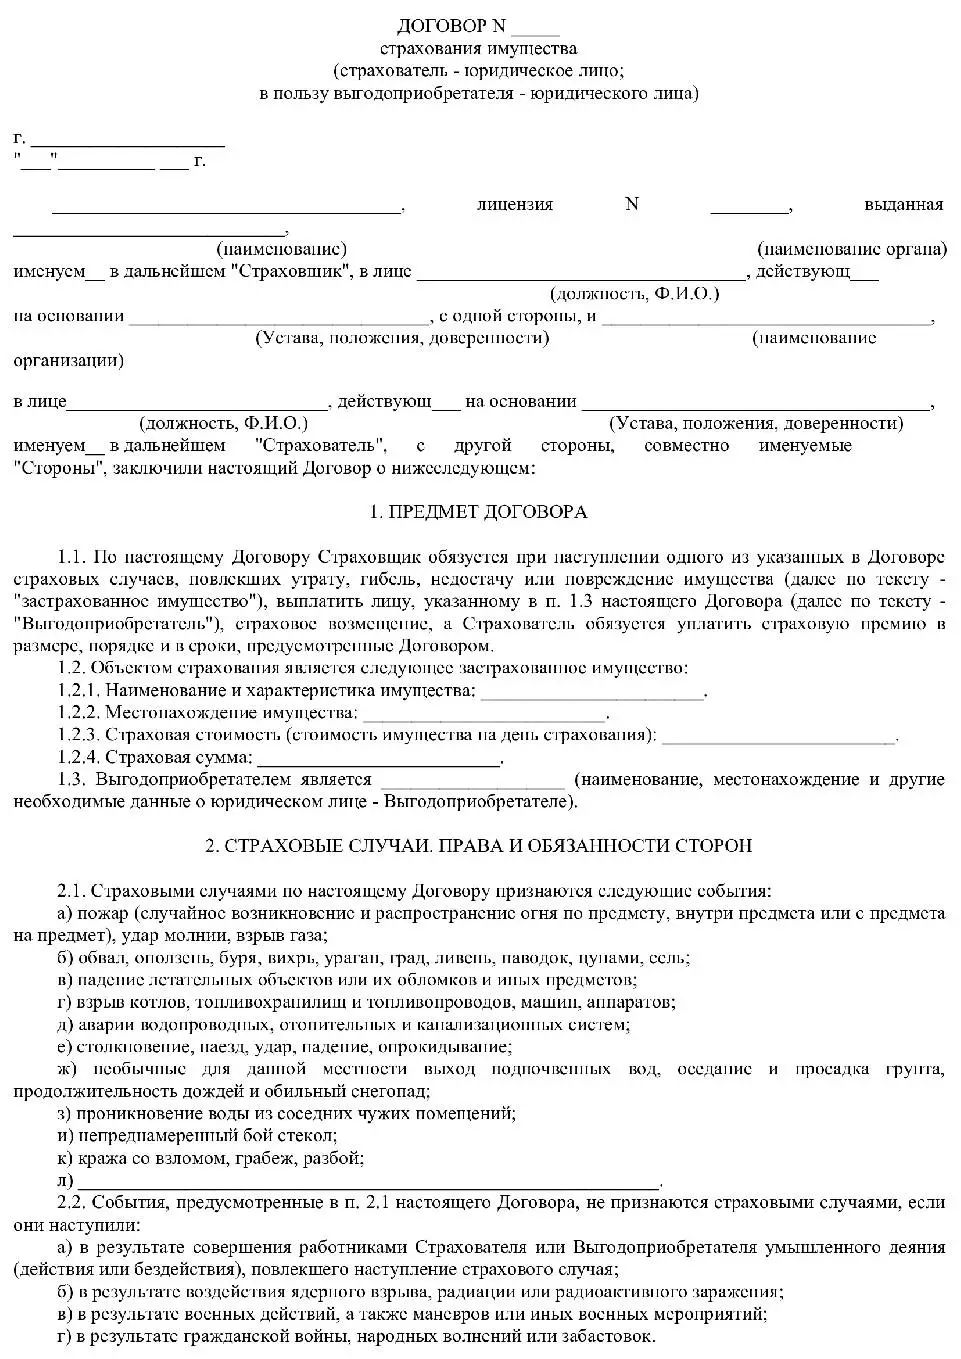 ДОГОВОР N _____
страхования имущества
(страхователь - юридическое лицо;
в пользу выгодоприобретателя - юридического лица)
г. ____________________
"___"__________ ___ г.
____________________________________, лицензия N ________, выданная
____________________________,
(наименование) (наименование органа)
именуем__ в дальнейшем "Страховщик", в лице __________________________________, действующ___
(должность, Ф.И.О.)
на основании _______________________________, с одной стороны, и __________________________________,
(Устава, положения, доверенности) (наименование
организации)
в лице___________________________, действующ___ на основании ____________________________________,
(должность, Ф.И.О.) (Устава, положения, доверенности)
именуем__ в дальнейшем "Страхователь", с другой стороны, совместно именуемые
"Стороны", заключили настоящий Договор о нижеследующем:
1. ПРЕДМЕТ ДОГОВОРА
1.1. По настоящему Договору Страховщик обязуется при наступлении одного из указанных в Договоре
страховых случаев, повлекших утрату, гибель, недостачу или повреждение имущества (далее по тексту -
"застрахованное имущество"), выплатить лицу, указанному в п. 1.3 настоящего Договора (далее по тексту -
"Выгодоприобретатель"), страховое возмещение, а Страхователь обязуется уплатить страховую премию в
размере, порядке и в сроки, предусмотренные Договором.
1.2. Объектом страхования является следующее застрахованное имущество:
1.2.1. Наименование и характеристика имущества: _______________________.
1.2.2. Местонахождение имущества: _________________________.
1.2.3. Страховая стоимость (стоимость имущества на день страхования): ________________________.
1.2.4. Страховая сумма: _________________________.
1.3. Выгодоприобретателем является ___________________ (наименование, местонахождение и другие
необходимые данные о юридическом лице - Выгодоприобретателе).
2. СТРАХОВЫЕ СЛУЧАИ. ПРАВА И ОБЯЗАННОСТИ СТОРОН
2.1. Страховыми случаями по настоящему Договору признаются следующие события:
а) пожар (случайное возникновение и распространение огня по предмету, внутри предмета или с предмета
на предмет), удар молнии, взрыв газа;
б) обвал, оползень, буря, вихрь, ураган, град, ливень, паводок, цунами, сель;
в) падение летательных объектов или их обломков и иных предметов;
г) взрыв котлов, топливохранилищ и топливопроводов, машин, аппаратов;
д) аварии водопроводных, отопительных и канализационных систем;
е) столкновение, наезд, удар, падение, опрокидывание;
ж) необычные для данной местности выход подпочвенных вод, оседание и просадка грунта,
продолжительность дождей и обильный снегопад;
з) проникновение воды из соседних чужих помещений;
и) непреднамеренный бой стекол;
к) кража со взломом, грабеж, разбой;
л) ____________________________________________________________.
2.2. События, предусмотренные в п. 2.1 настоящего Договора, не признаются страховыми случаями, если
они наступили:
а) в результате совершения работниками Страхователя или Выгодоприобретателя умышленного деяния
(действия или бездействия), повлекшего наступление страхового случая;
б) в результате воздействия ядерного взрыва, радиации или радиоактивного заражения;
в) в результате военных действий, а также маневров или иных военных мероприятий;
г) в результате гражданской войны, народных волнений или забастовок.